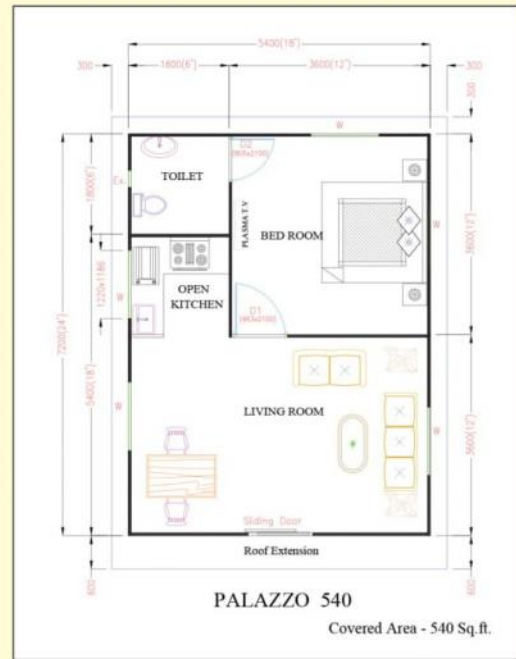 5400(18")
300
1800(6")
3600(12")
300
300
W
D2
TOILET
1800(6")
PLASMA T.V
BED ROOM
3600(12")
W
1220x1186
W
OPEN
KITCHEN
D1
7200(24")
5400(18")
W
LIVING ROOM
W
3600(12")
Sliding Door
Roof Extension
600
600
PALAZZO 540
Covered Area - 540 Sq.ft.